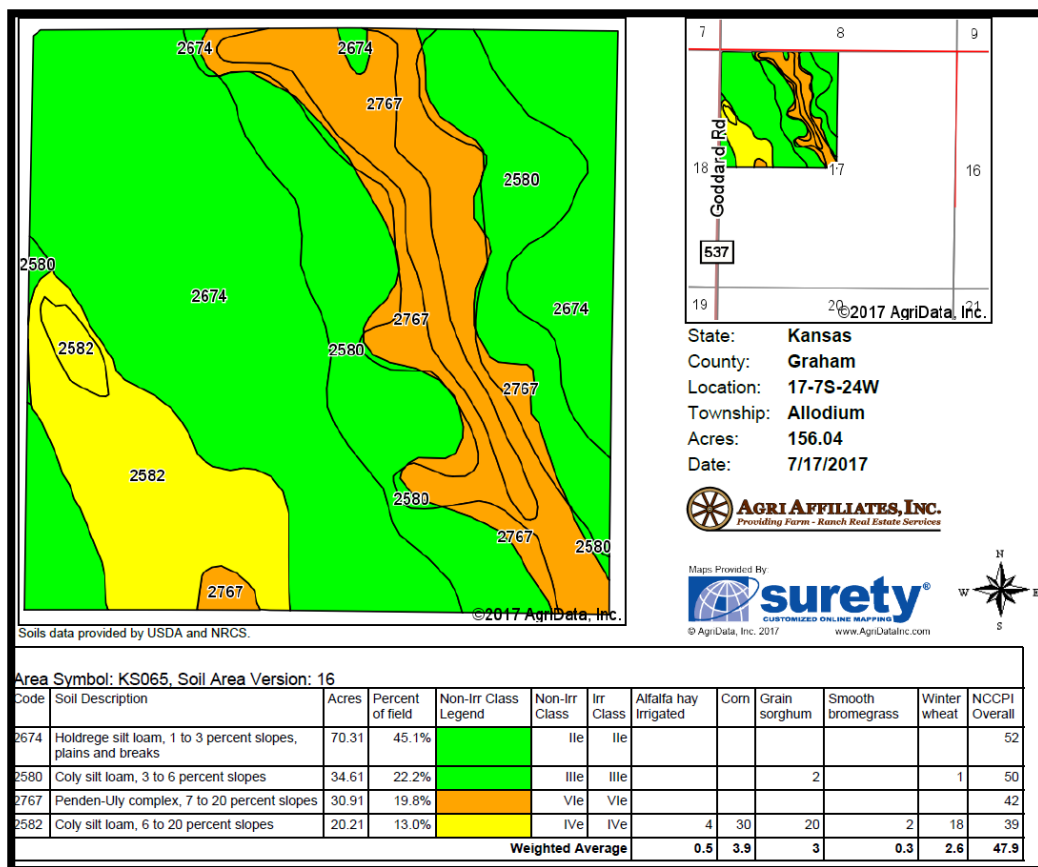 2674
2674
2767
2580
2580
2674
2674
2767
2582
2580
2767
2582
2580
2767
2580
2767
©2017 AgriData, Inc.
Soils data provided by USDA and NRCS.
7
8
9
Goddard Rd
18
17
16
537
19
20
21
©2017 AgriData, Inc.
State: Kansas
County: Graham
Location: 17-7S-24W
Township: Allodium
Acres: 156.04
Date: 7/17/2017
AGRI AFFILIATES, INC.
Providing Farm - Ranch Real Estate Services
Maps Provided By:
surety®
CUSTOMIZED ONLINE MAPPING
© AgriData, Inc. 2017 www.AgriDataInc.com
N
W E
S
Area Symbol: KS065, Soil Area Version: 16
Code Soil Description Acres Percent of field Non-Irr Class Legend Non-Irr Class Irr Class Alfalfa hay Irrigated Corn Grain sorghum Smooth bromegrass Winter wheat NCCPI Overall
2674 Holdrege silt loam, 1 to 3 percent slopes, plains and breaks 70.31 45.1% IIe IIe 52
2580 Coly silt loam, 3 to 6 percent slopes 34.61 22.2% IIIe IIIe 2 1 50
2767 Penden-Uly complex, 7 to 20 percent slopes 30.91 19.8% VIe VIe 42
2582 Coly silt loam, 6 to 20 percent slopes 20.21 13.0% IVe IVe 4 30 20 2 18 39
Weighted Average 0.5 3.9 3 0.3 2.6 47.9